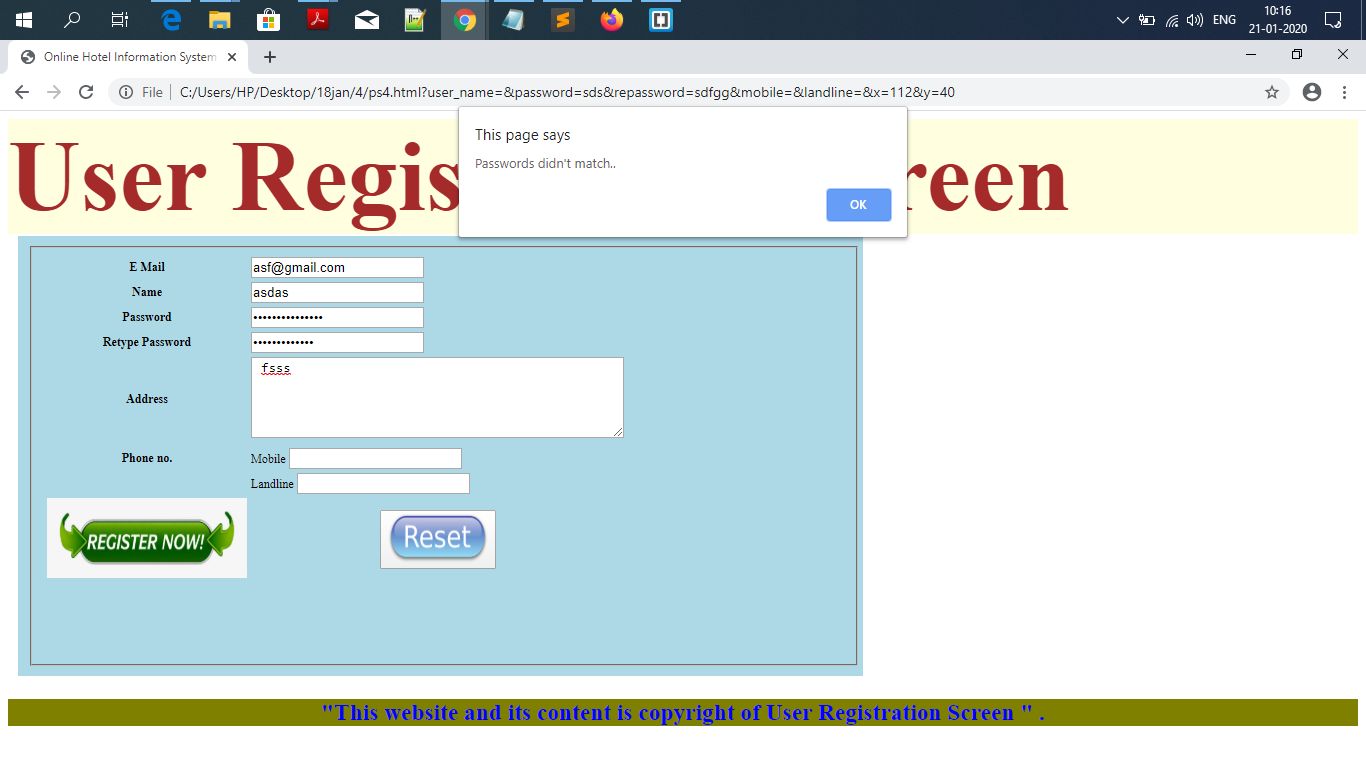 ENG
10:16
21-01-2020
Online Hotel Information System
File
C:/Users/HP/Desktop/18jan/4/ps4.html?user_name=&password=sds&repassword=sdfgg&mobile=&landline=&x=112&y=40
This page says
Passwords didn't match..
OK
User Regis reen
E Mail asf@gmail.com
Name asdas
Password •••••••••••••••
Retype Password •••••••••••••
Address fsss
Phone no. Mobile
Landline
REGISTER NOW! Reset
"This website and its content is copyright of User Registration Screen " .